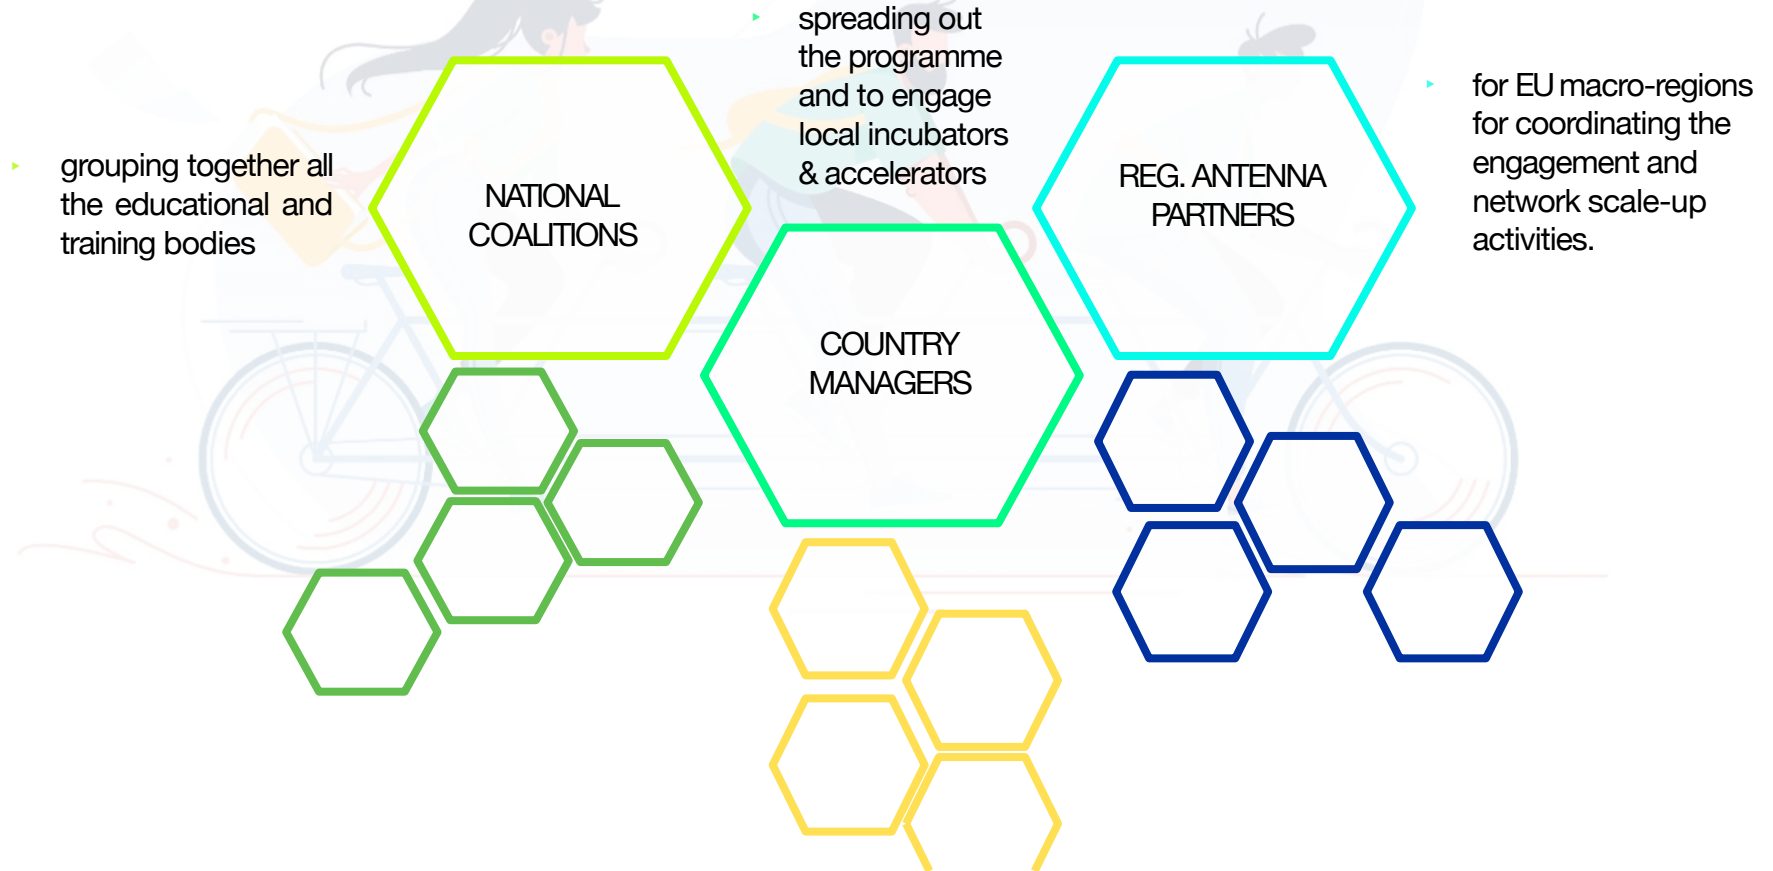 grouping together all
the educational and
training bodies
NATIONAL
COALITIONS
spreading out
the programme
and to engage
local incubators
& accelerators
COUNTRY
MANAGERS
REG. ANTENNA
PARTNERS
for EU macro-regions
for coordinating the
engagement and
network scale-up
activities.